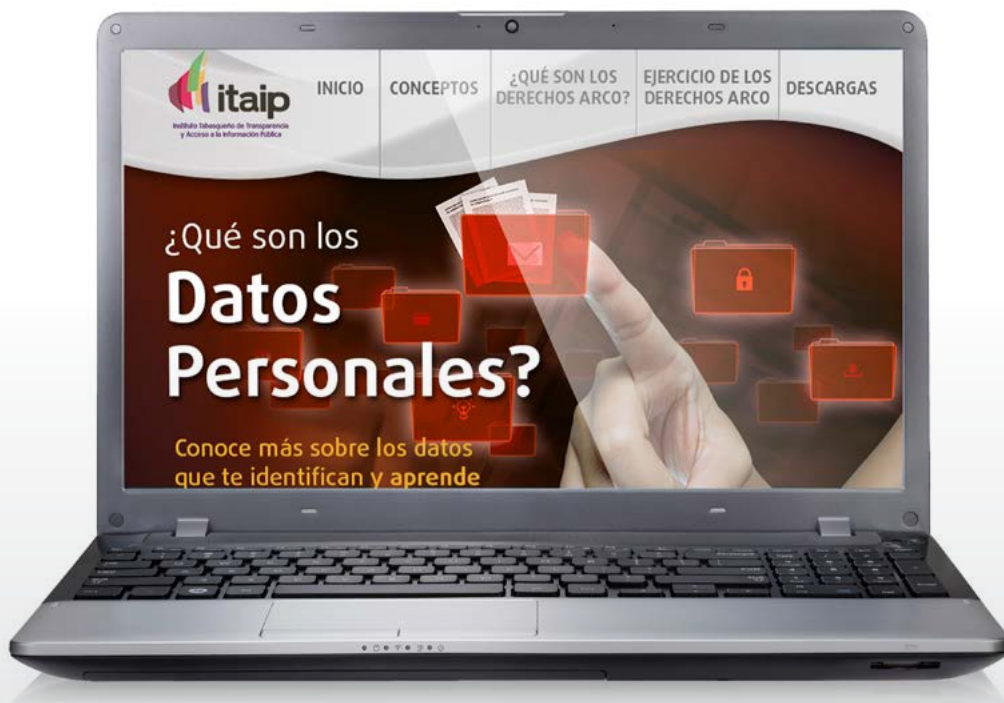 itaip
Instituto Tabasqueño de Transparencia
y Acceso a la Información Pública
INICIO
CONCEPTOS
¿QUÉ SON LOS
DERECHOS ARCO?
EJERCICIO DE LOS
DERECHOS ARCO
DESCARGAS
¿Qué son los
Datos
Personales?
Conoce más sobre los datos
que te identifican y aprende